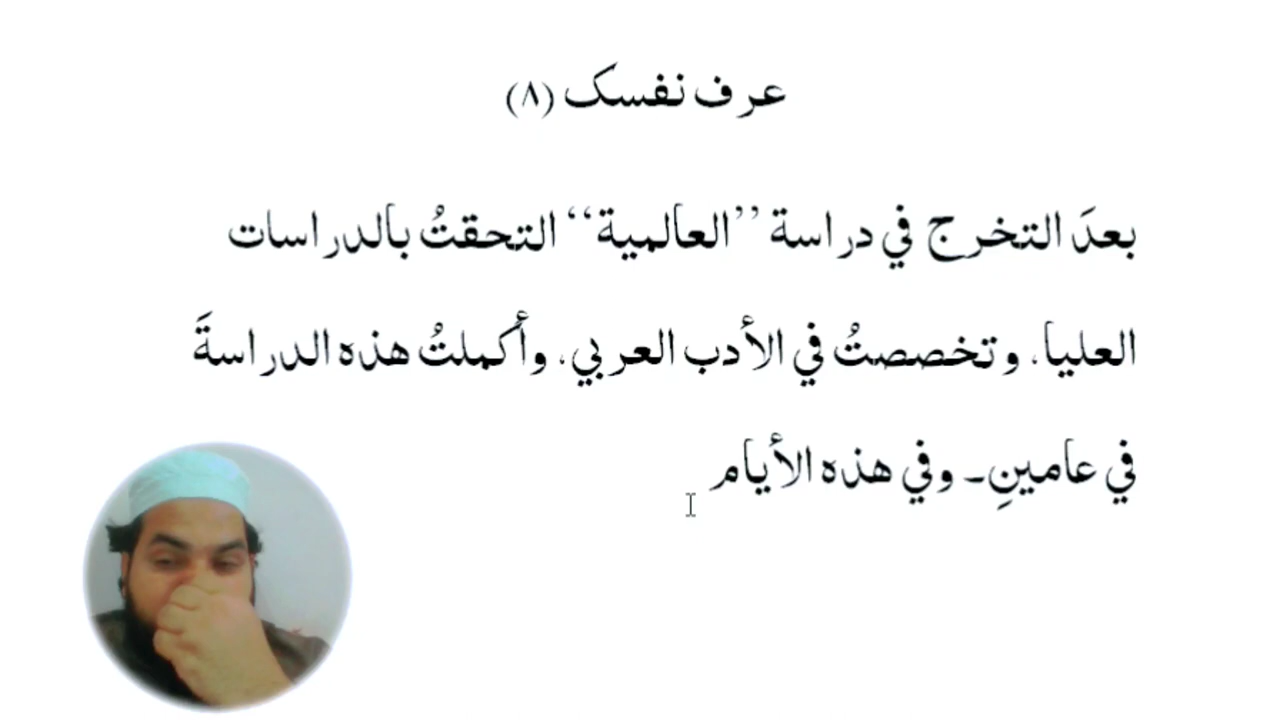 عرف نفسک (٨)
بعدَ التخرج في دراسة ’’العالمية‘‘ التحقتُ بالدراسات
العليا، وتخصصتُ في الأدب العربي، وأكملتُ هذه الدراسةَ
في عامينِ۔ وفي هذه الأيام